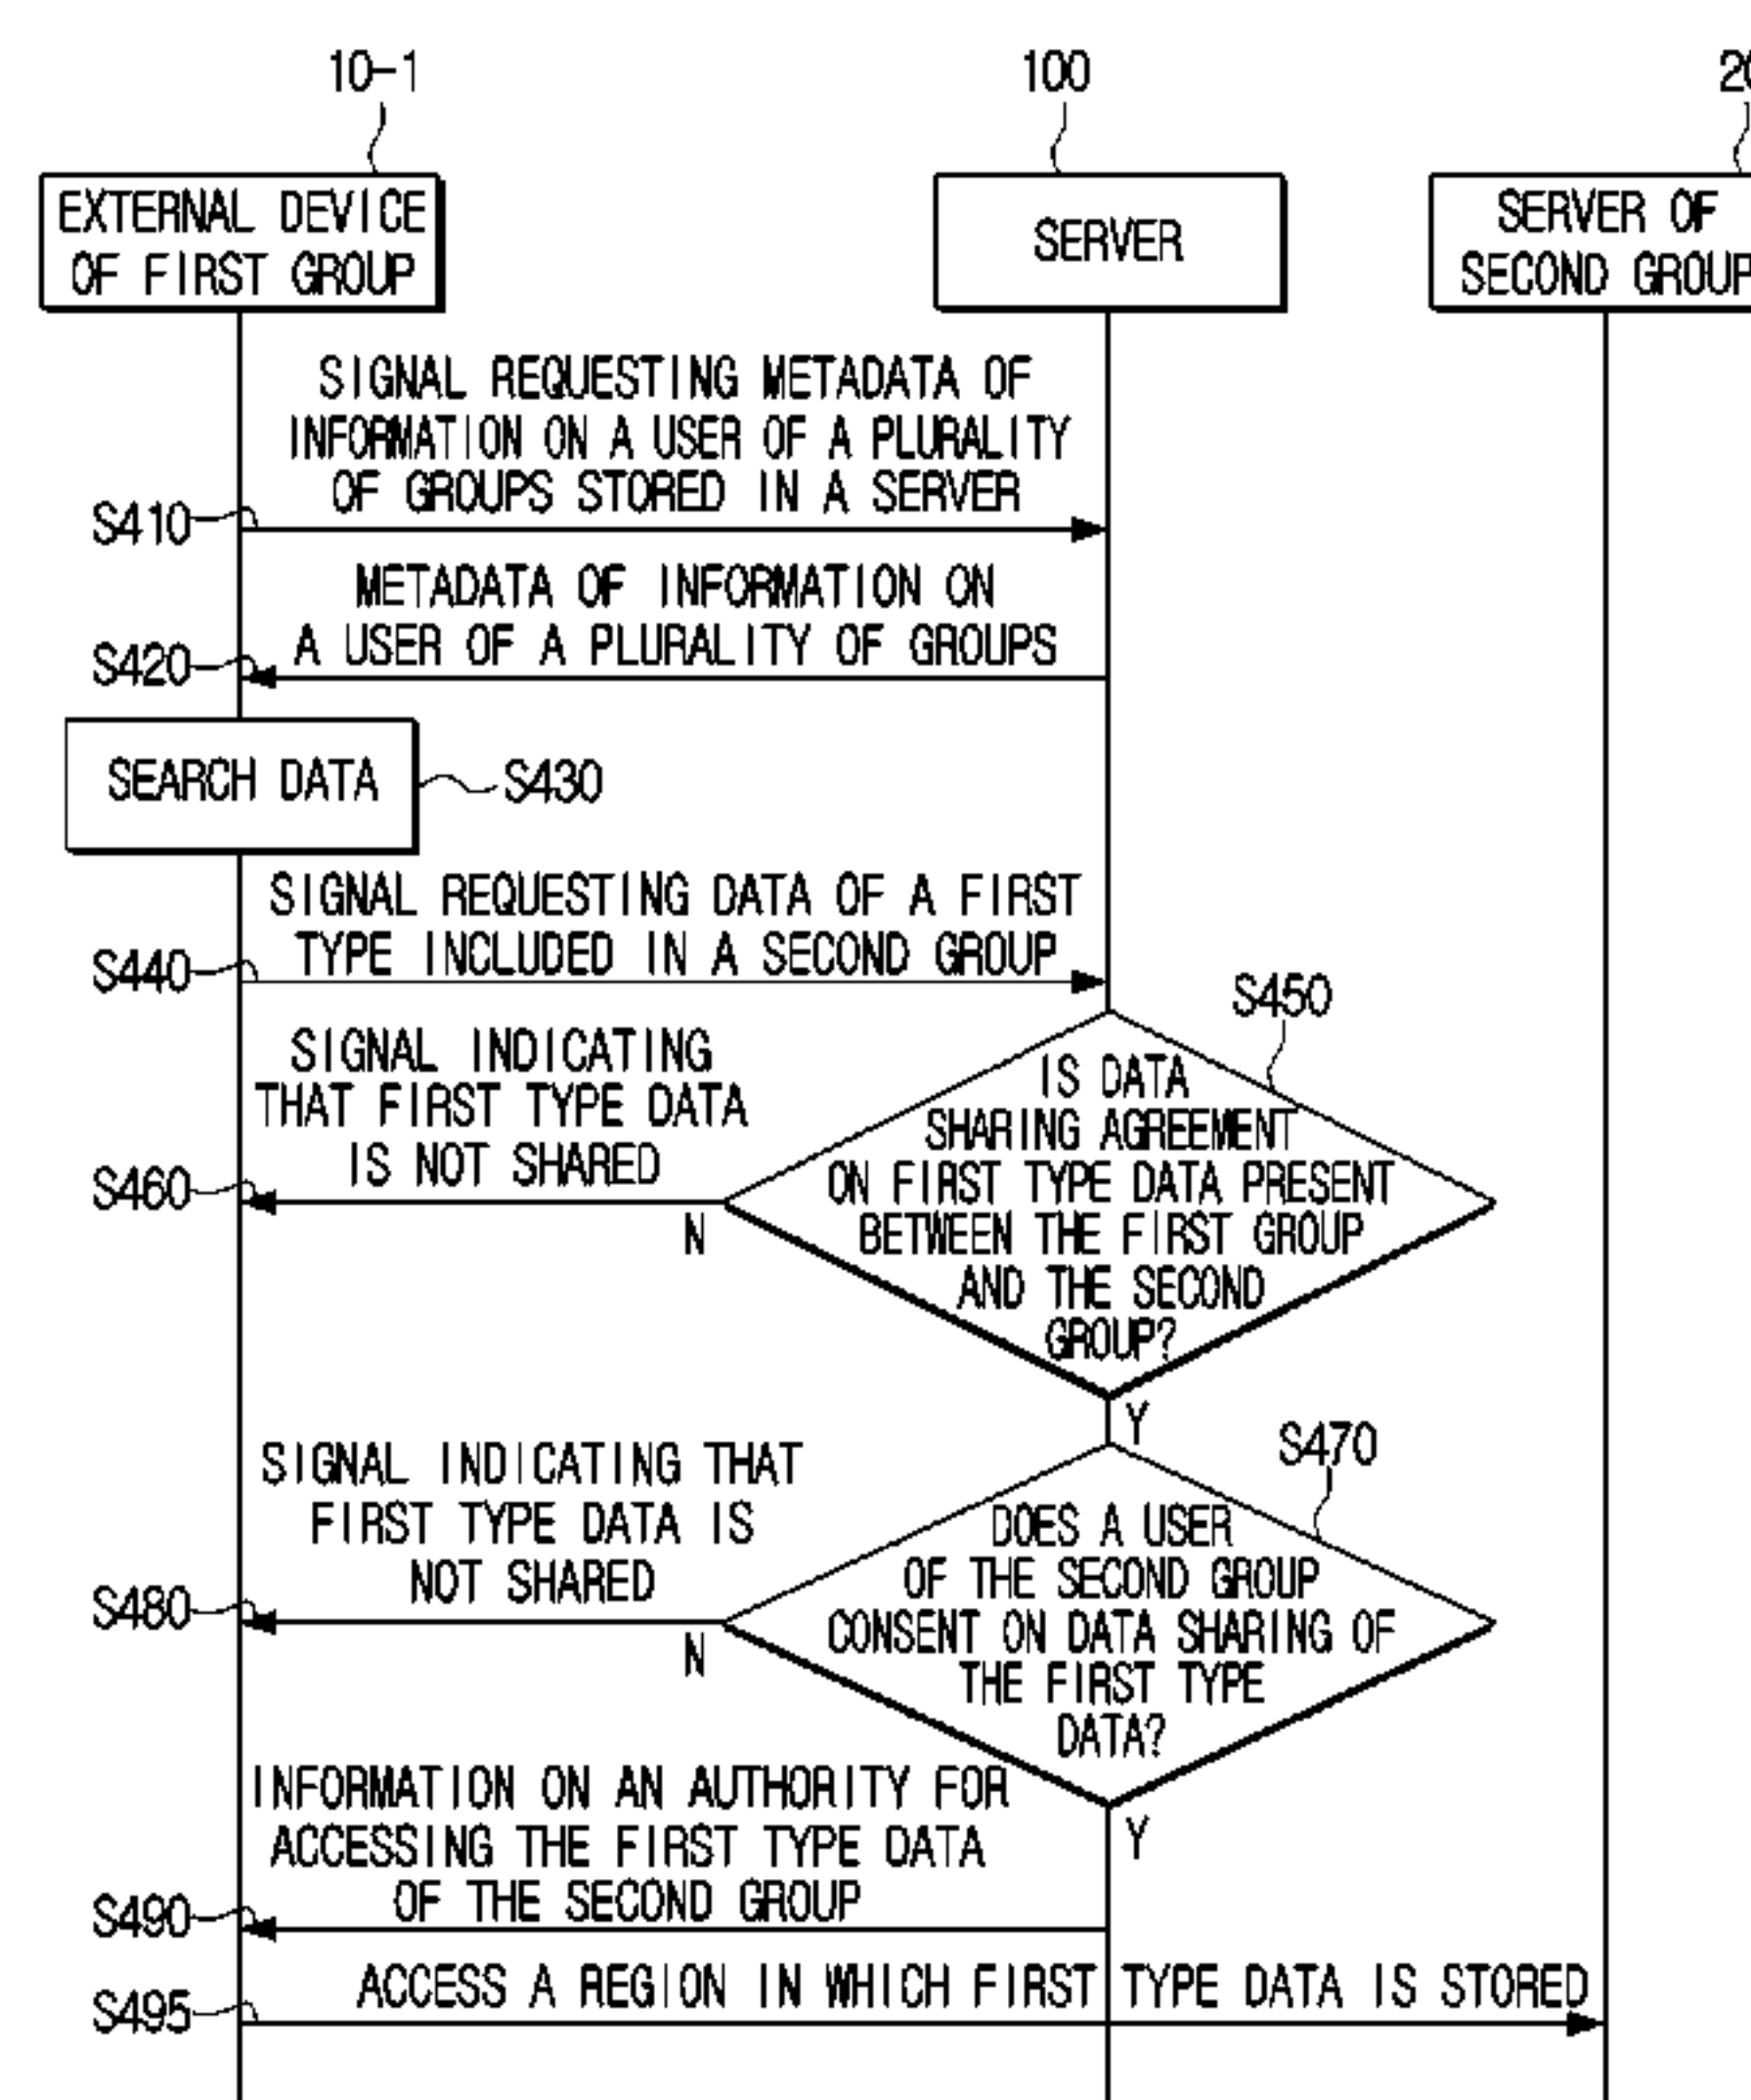 10-1
100
20
EXTERNAL DEVICE
OF FIRST GROUP
SERVER
SERVER OF
SECOND GROUP
SIGNAL REQUESTING METADATA OF
INFORMATION ON A USER OF A PLURALITY
OF GROUPS STORED IN A SERVER
S410
METADATA OF INFORMATION ON
A USER OF A PLURALITY OF GROUPS
S420
SEARCH DATA
S430
SIGNAL REQUESTING DATA OF A FIRST
TYPE INCLUDED IN A SECOND GROUP
S440
S450
SIGNAL INDICATING
THAT FIRST TYPE DATA
IS NOT SHARED
S460
N
IS DATA
SHARING AGREEMENT
ON FIRST TYPE DATA PRESENT
BETWEEN THE FIRST GROUP
AND THE SECOND
GROUP?
Y
S470
SIGNAL INDICATING THAT
FIRST TYPE DATA IS
NOT SHARED
S480
N
DOES A USER
OF THE SECOND GROUP
CONSENT ON DATA SHARING OF
THE FIRST TYPE
DATA?
Y
INFORMATION ON AN AUTHORITY FOR
ACCESSING THE FIRST TYPE DATA
OF THE SECOND GROUP
S490
ACCESS A REGION IN WHICH FIRST TYPE DATA IS STORED
S495